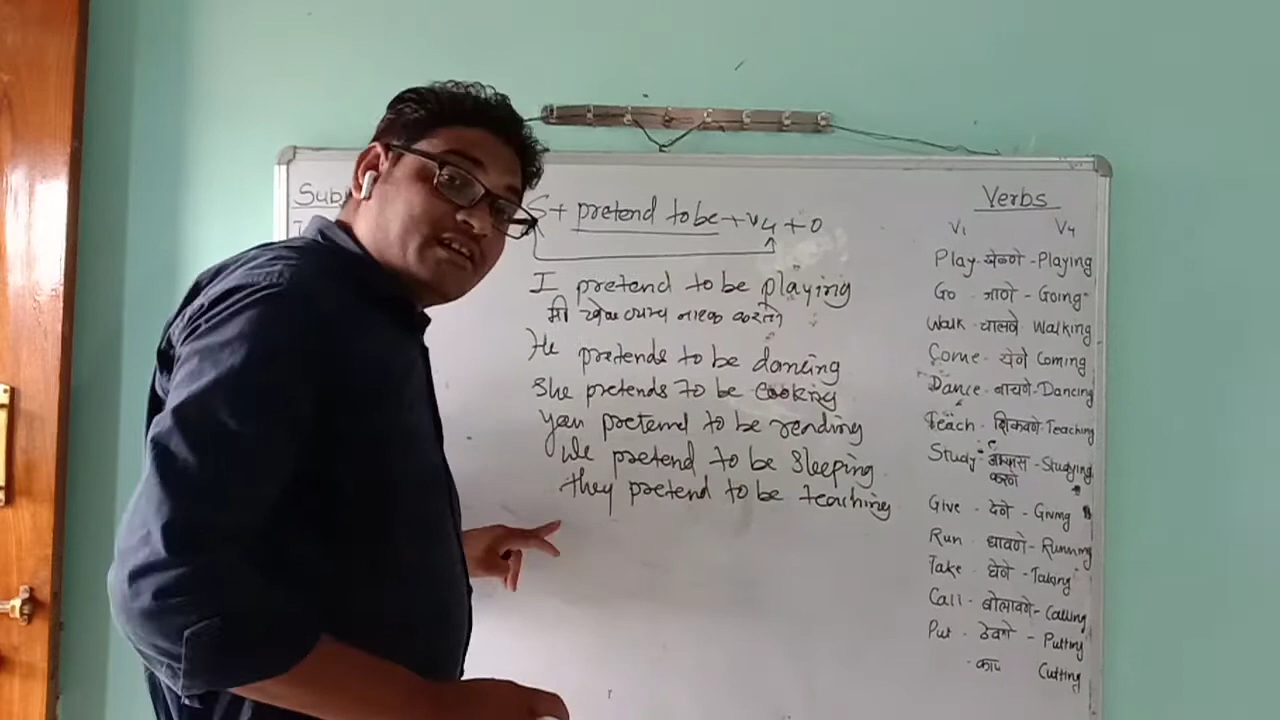 Sub
S+ pretend to be + V4 + O
I pretend to be playing
मी खेळण्याचं नाटक करतो
He pretends to be dancing
She pretends to be cooking
you pretend to be reading
We pretend to be sleeping
they pretend to be teaching
Verbs
V1 V4
Play - खेळणे - Playing
Go - जाणे - Going
Walk - चालणे Walking
Come - येणे Coming
Dance - नाचणे - Dancing
Teach - शिकवणे - Teaching
Study - अभ्यास - Studying
करणे
Give - देणे - Giving
Run - धावणे - Running
Take - घेणे - Taking
Call - बोलावणे - Calling
Put - ठेवणे - Putting
- काप Cutting